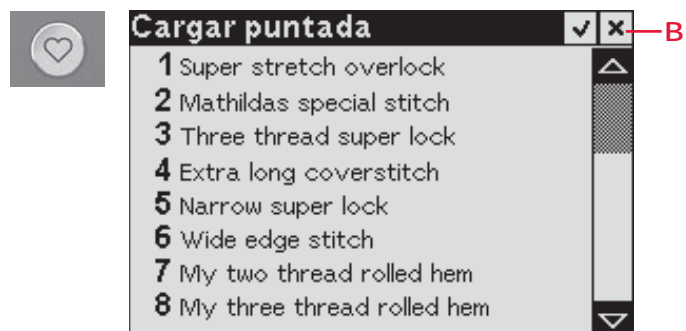 Cargar puntada
B
1 Super stretch overlock
2 Mathildas special stitch
3 Three thread super lock
4 Extra long coverstitch
5 Narrow super lock
6 Wide edge stitch
7 My two thread rolled hem
8 My three thread rolled hem